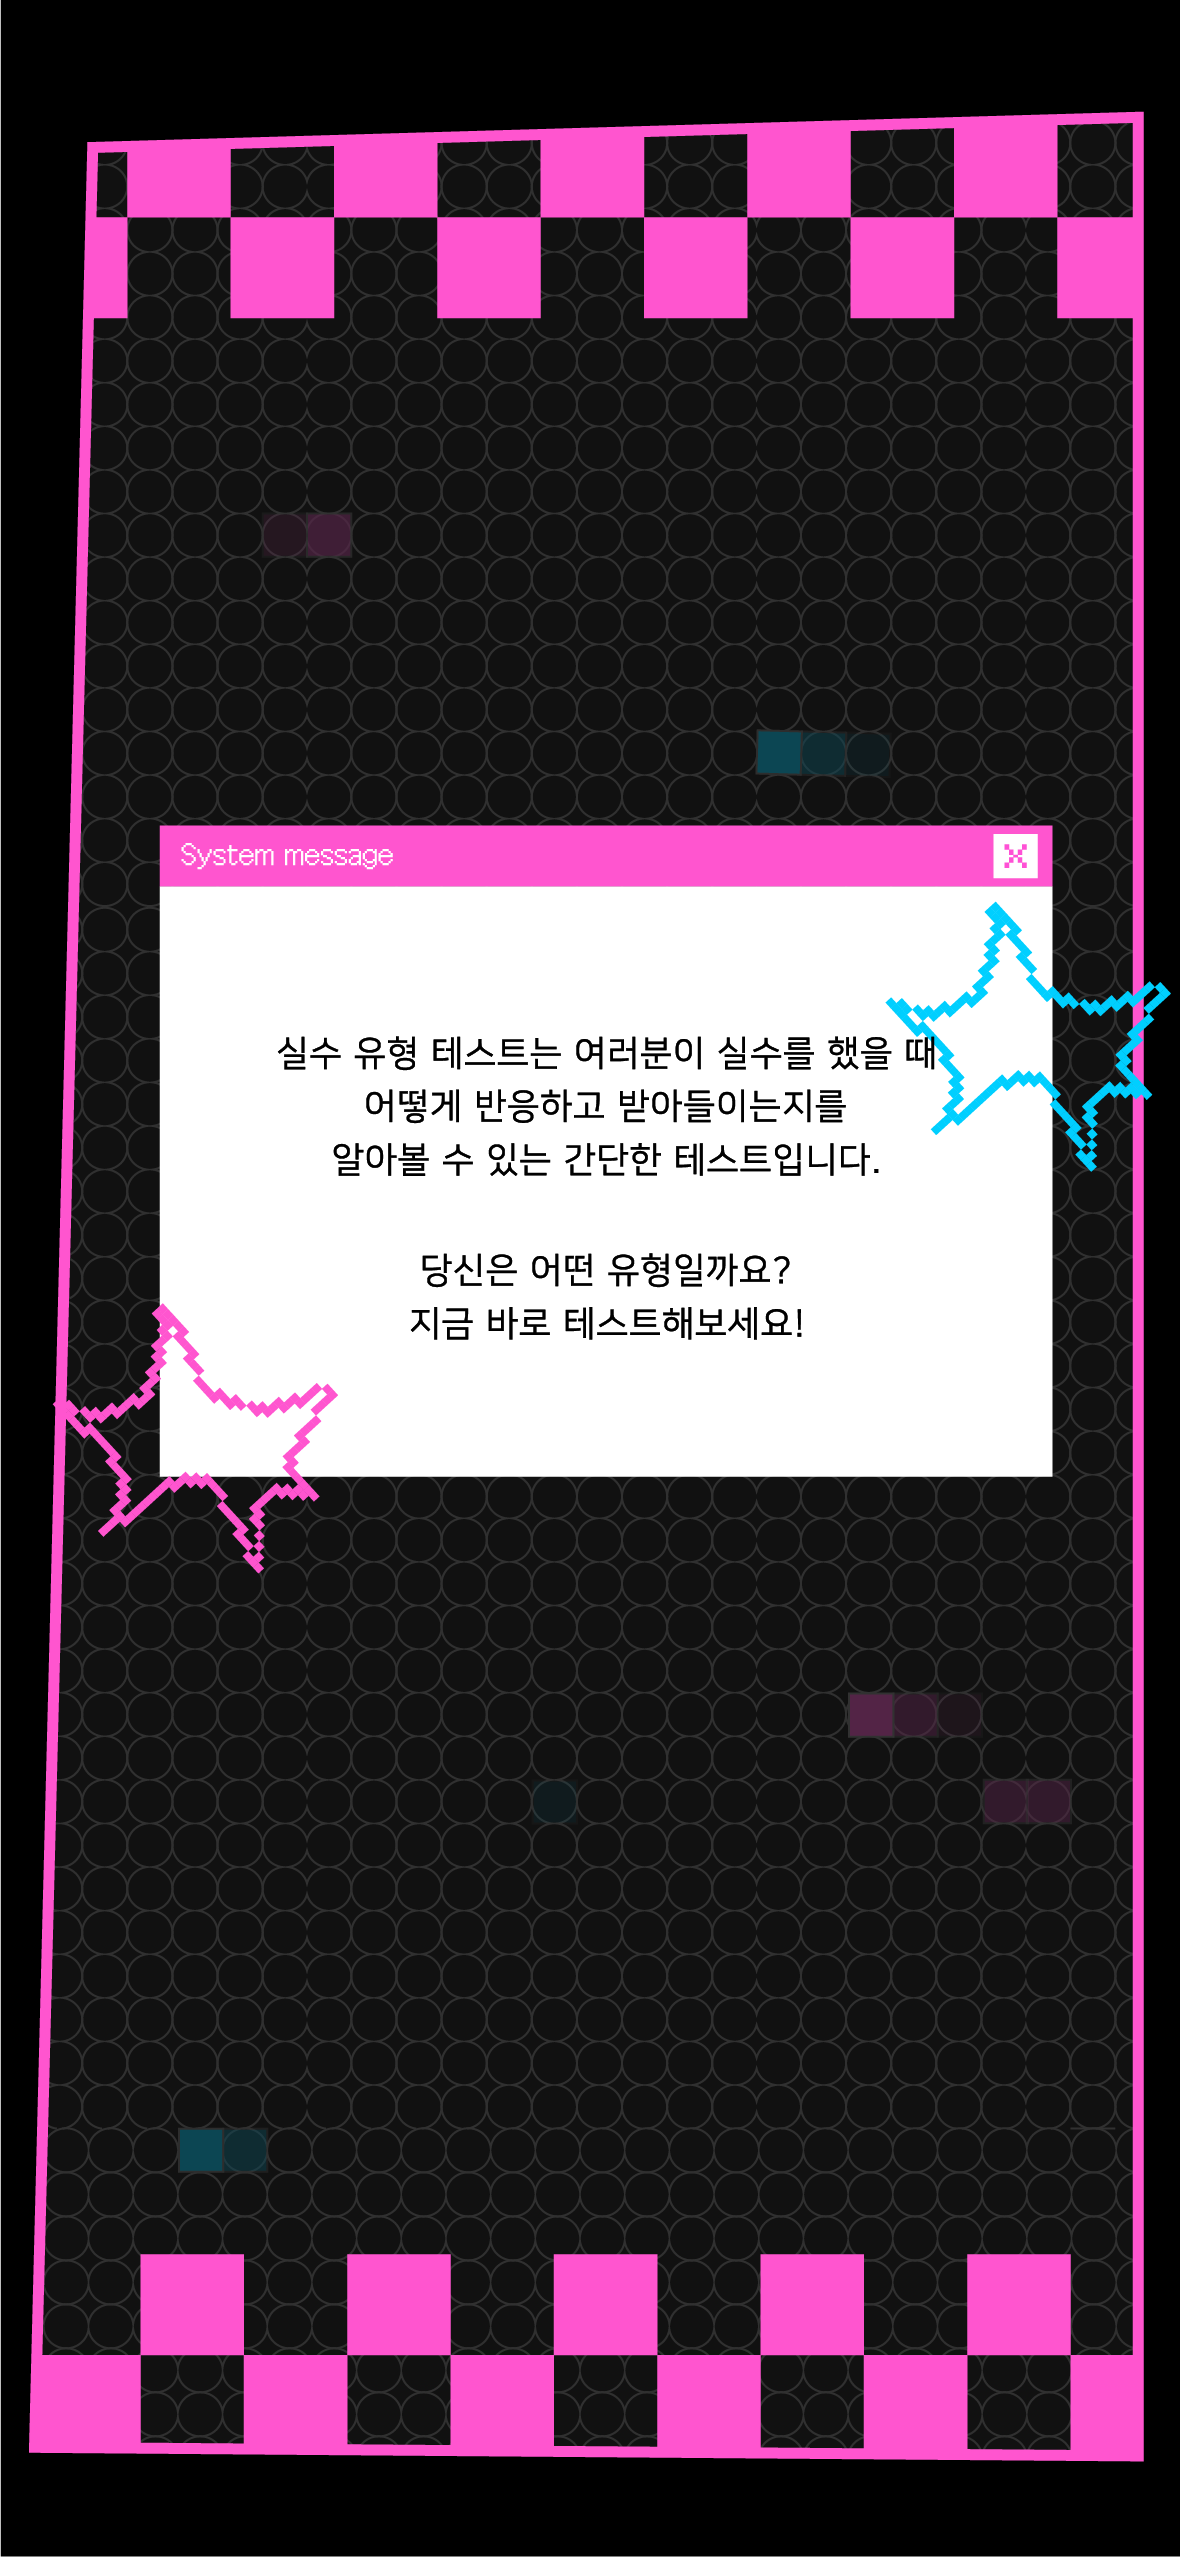 System message
실수 유형 테스트는 여러분이 실수를 했을 때
어떻게 반응하고 받아들이는지를
알아볼 수 있는 간단한 테스트입니다.
당신은 어떤 유형일까요?
지금 바로 테스트해보세요!